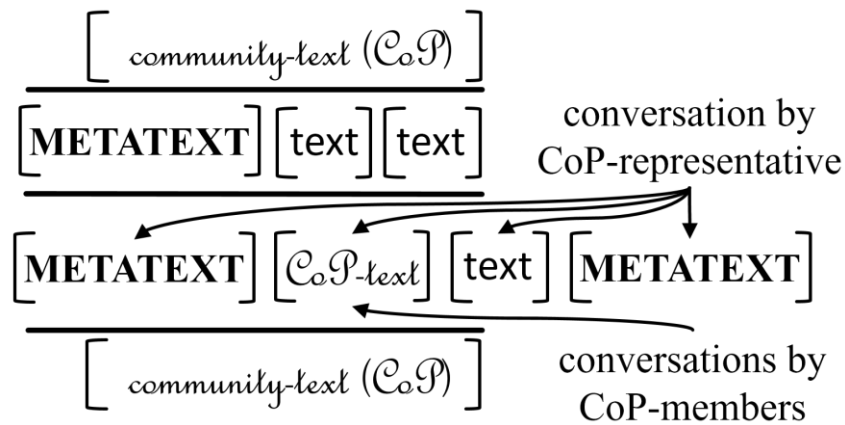 [ community-text (CoP) ]
[METATEXT] [text] [text]
conversation by
CoP-representative
[METATEXT] [CoP-text] [text] [METATEXT]
[ community-text (CoP) ]
conversations by
CoP-members